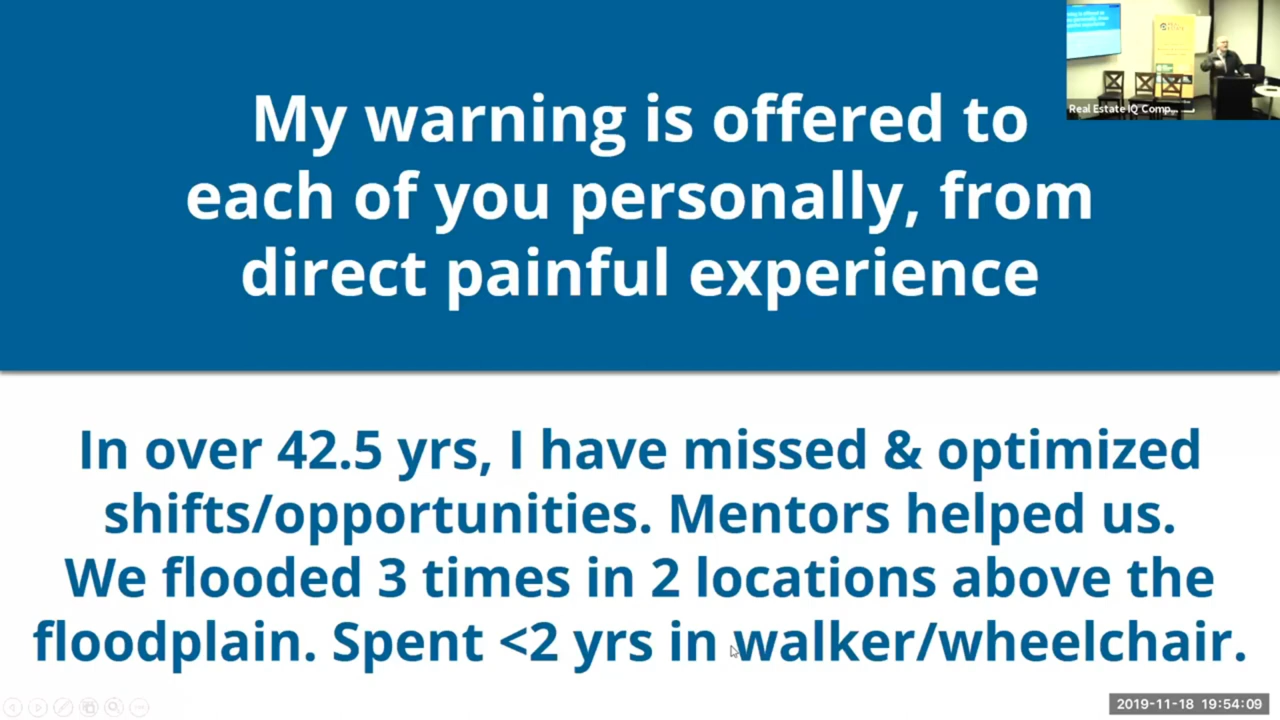 My warning is offered to
each of you personally, from
direct painful experience
Real Estate IQ Comp...
In over 42.5 yrs, I have missed & optimized
shifts/opportunities. Mentors helped us.
We flooded 3 times in 2 locations above the
floodplain. Spent <2 yrs in walker/wheelchair.
2019-11-18 19:54:09